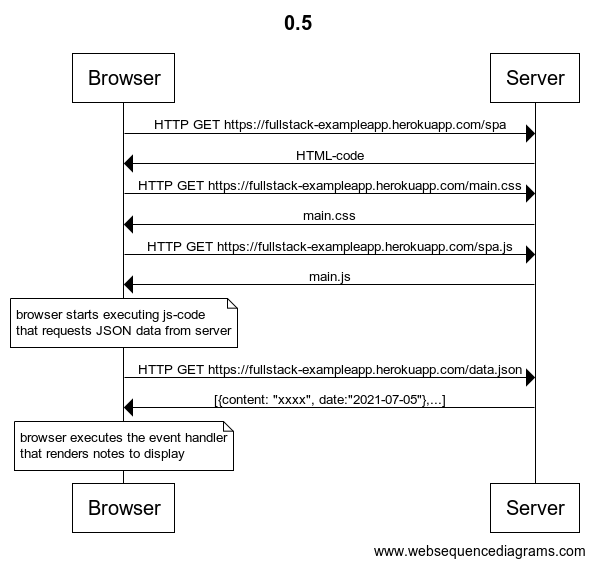 0.5
Browser
Server
HTTP GET https://fullstack-exampleapp.herokuapp.com/spa
HTML-code
HTTP GET https://fullstack-exampleapp.herokuapp.com/main.css
main.css
HTTP GET https://fullstack-exampleapp.herokuapp.com/spa.js
main.js
browser starts executing js-code
that requests JSON data from server
HTTP GET https://fullstack-exampleapp.herokuapp.com/data.json
[{content: "xxxx", date:"2021-07-05"},...]
browser executes the event handler
that renders notes to display
Browser
Server
www.websequencediagrams.com